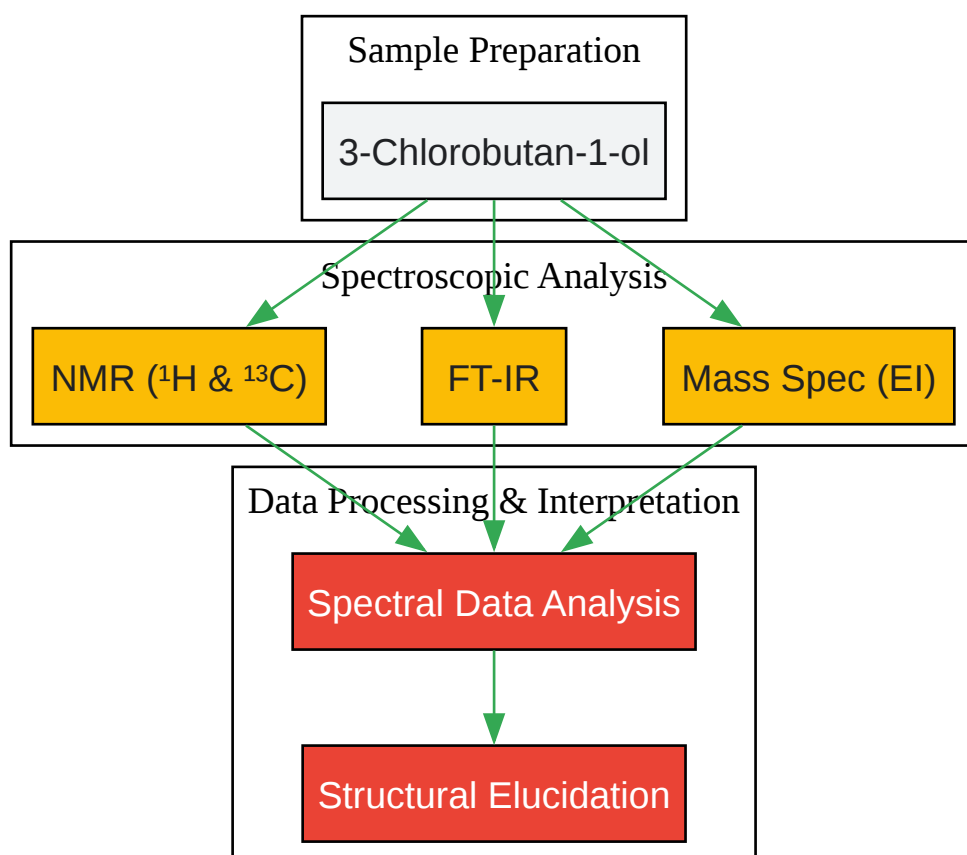 Sample Preparation
3-Chlorobutan-1-ol
Spectroscopic Analysis
NMR (¹H & ¹³C)
FT-IR
Mass Spec (EI)
Data Processing & Interpretation
Spectral Data Analysis
Structural Elucidation